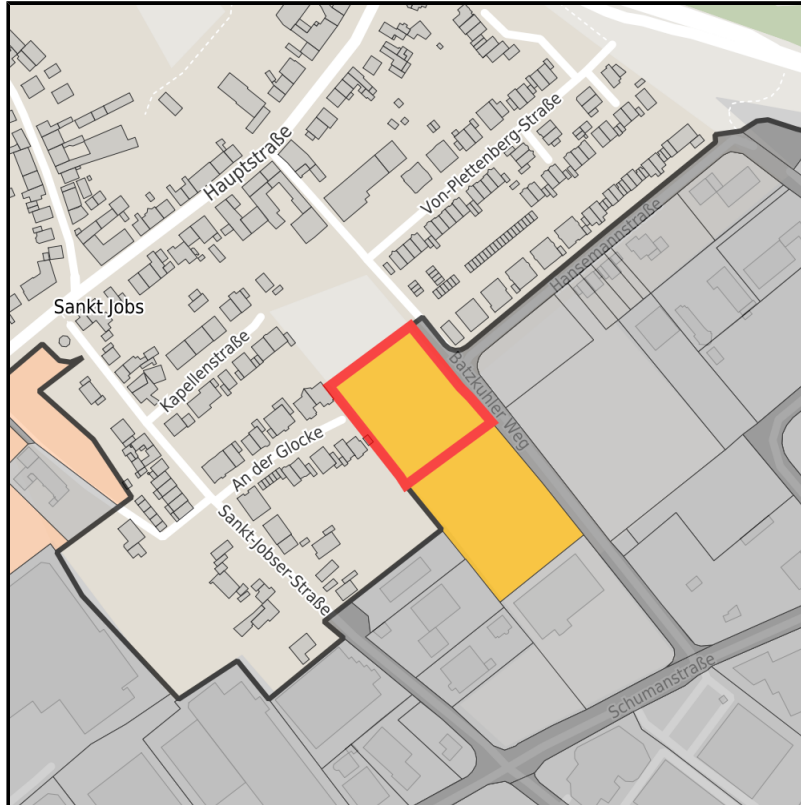 Hauptstraße
Von-Plettenberg-Straße
Hansemannstraße
Sankt Jobs
Kapellenstraße
Batzkuhler Weg
An der Glocke
Sankt-Jobser-Straße
Schumanstraße